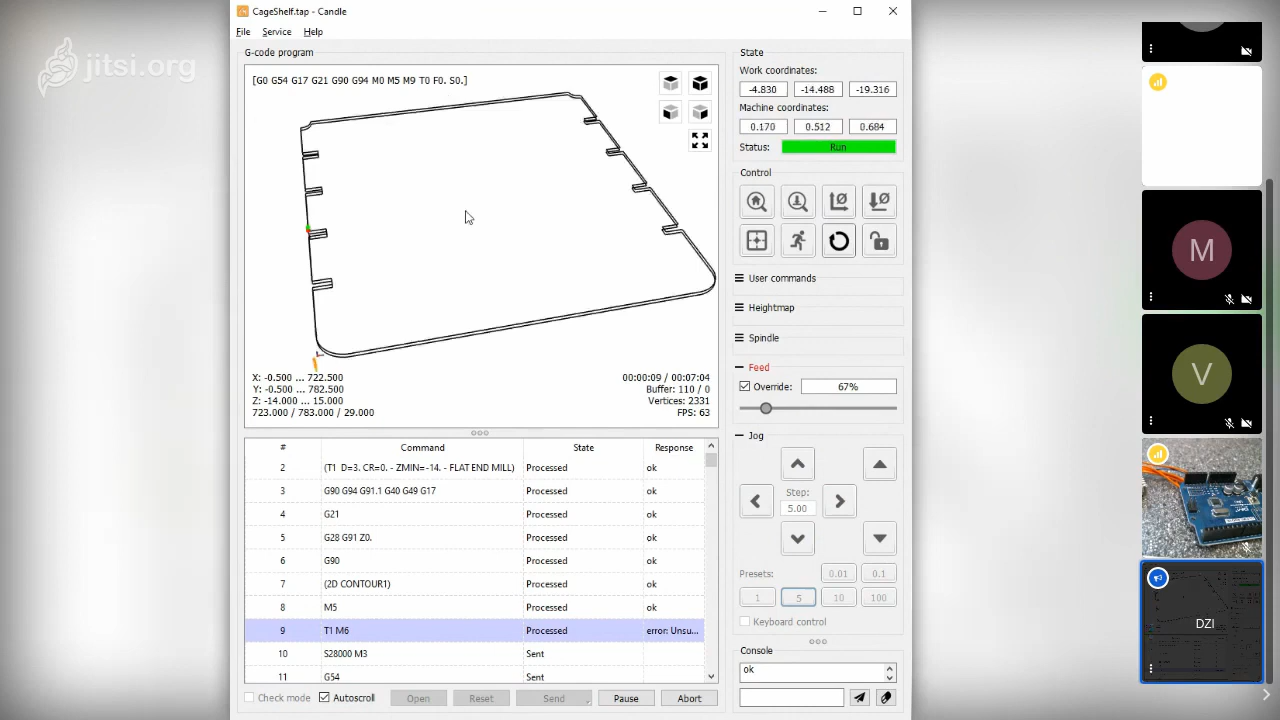 jitsi.org
CageShelf.tap - Candle
File Service Help
G-code program
[G0 G54 G17 G21 G90 G94 M0 M5 M9 T0 F0. S0.]
X: -0.500 ... 722.500
Y: -0.500 ... 782.500
Z: -14.000 ... 15.000
723.000 / 783.000 / 29.000
00:00:09 / 00:07:04
Buffer: 110 / 0
Vertices: 2331
FPS: 63
# Command State Response
2 (T1 D=3. CR=0. - ZMIN=-14. - FLAT END MILL) Processed ok
3 G90 G94 G91.1 G40 G49 G17 Processed ok
4 G21 Processed ok
5 G28 G91 Z0. Processed ok
6 G90 Processed ok
7 (2D CONTOUR1) Processed ok
8 M5 Processed ok
9 T1 M6 Processed error: Unsu...
10 S28000 M3 Sent
11 G54 Sent
Check mode Autoscroll Open Reset Send Pause Abort
State
Work coordinates:
-4.830 -14.488 -19.316
Machine coordinates:
0.170 0.512 0.684
Status: Run
Control
User commands
Heightmap
Spindle
Feed
Override: 67%
Jog
Step:
5.00
Presets: 0.01 0.1
1 5 10 100
Keyboard control
Console
ok
M
V
DZI